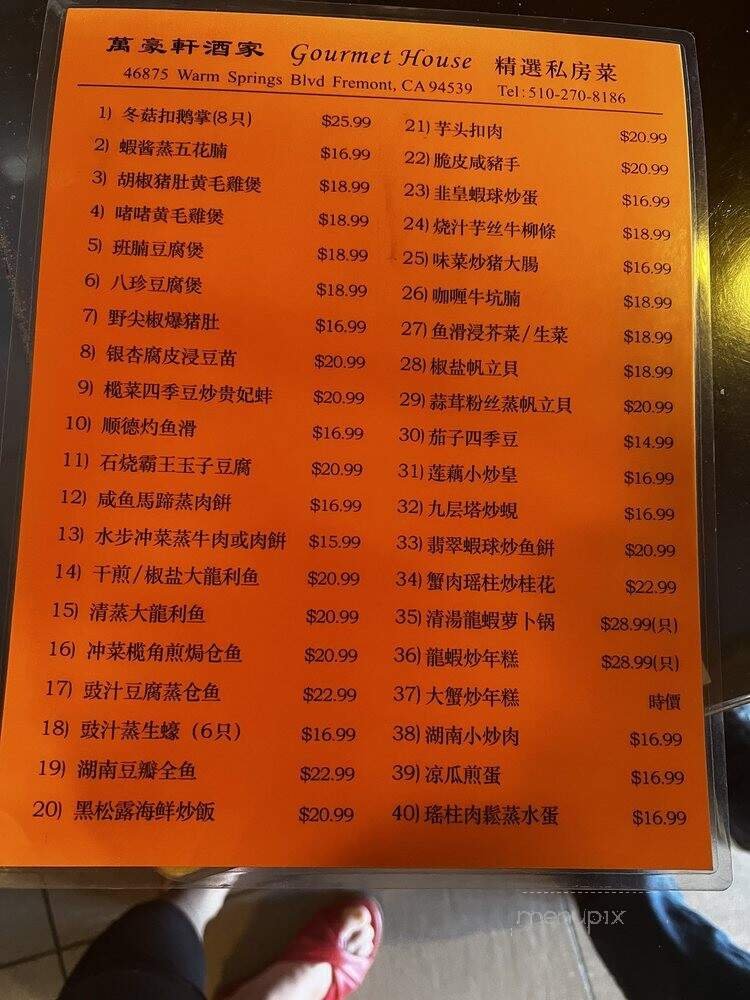 萬豪軒酒家 Gourmet House 精選私房菜
46875 Warm Springs Blvd Fremont, CA 94539 Tel: 510-270-8186
1) 冬菇扣鹅掌(8只) $25.99
2) 蝦酱蒸五花腩 $16.99
3) 胡椒猪肚黄毛雞煲 $18.99
4) 啫啫黄毛雞煲 $18.99
5) 班腩豆腐煲 $18.99
6) 八珍豆腐煲 $18.99
7) 野尖椒爆猪肚 $16.99
8) 银杏腐皮浸豆苗 $20.99
9) 榄菜四季豆炒贵妃蚌 $20.99
10) 顺德灼鱼滑 $16.99
11) 石烧霸王玉子豆腐 $20.99
12) 咸鱼馬蹄蒸肉餅 $16.99
13) 水步冲菜蒸牛肉或肉餅 $15.99
14) 干煎/椒盐大龍利鱼 $20.99
15) 清蒸大龍利鱼 $20.99
16) 冲菜榄角煎焗仓鱼 $20.99
17) 豉汁豆腐蒸仓鱼 $22.99
18) 豉汁蒸生蠔 (6只) $16.99
19) 湖南豆瓣全鱼 $22.99
20) 黑松露海鲜炒飯 $20.99
21) 芋头扣肉 $20.99
22) 脆皮咸豬手 $20.99
23) 韭皇蝦球炒蛋 $16.99
24) 烧汁芋丝牛柳條 $18.99
25) 味菜炒猪大腸 $16.99
26) 咖喱牛坑腩 $18.99
27) 鱼滑浸芥菜/生菜 $18.99
28) 椒盐帆立貝 $18.99
29) 蒜茸粉丝蒸帆立貝 $20.99
30) 茄子四季豆 $14.99
31) 莲藕小炒皇 $16.99
32) 九层塔炒蜆 $16.99
33) 翡翠蝦球炒鱼餅 $20.99
34) 蟹肉瑶柱炒桂花 $22.99
35) 清湯龍蝦萝卜锅 $28.99(只)
36) 龍蝦炒年糕 $28.99(只)
37) 大蟹炒年糕 時價
38) 湖南小炒肉 $16.99
39) 凉瓜煎蛋 $16.99
40) 瑤柱肉鬆蒸水蛋 $16.99
menupix